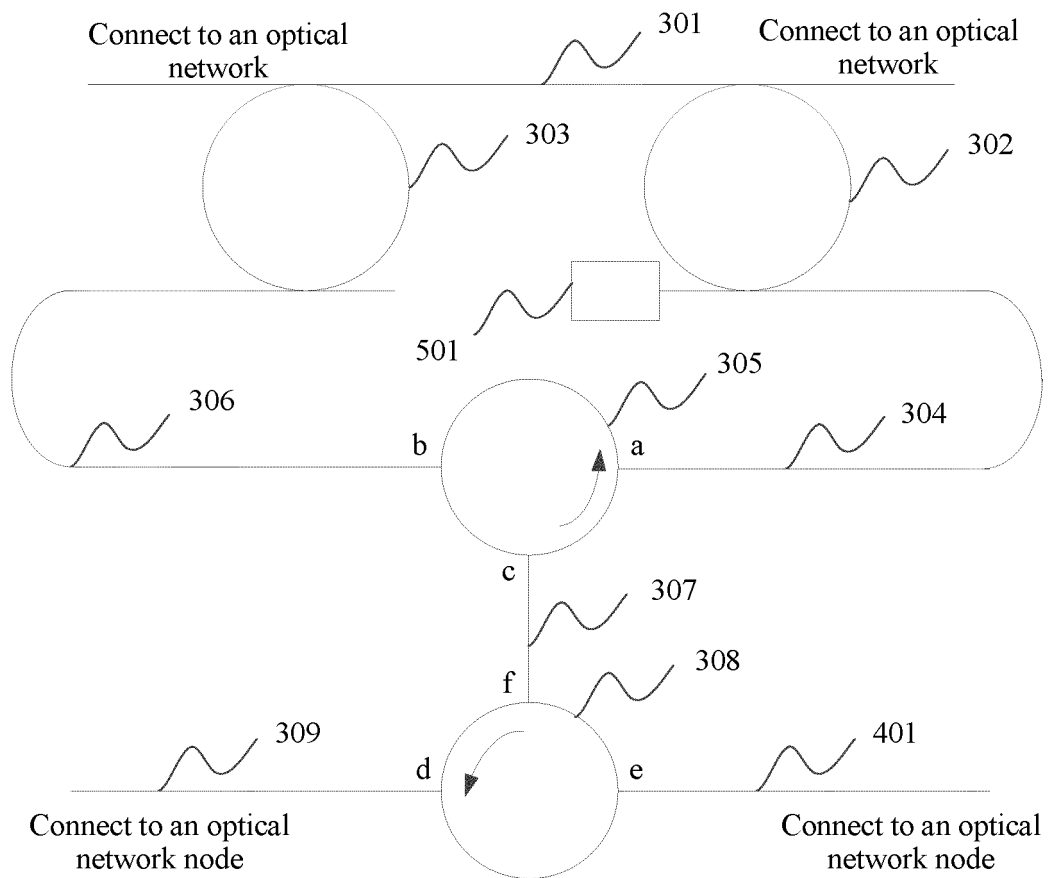 Connect to an optical
network
301
Connect to an optical
network
303
302
501
305
306
304
b
a
c
307
f
308
309
401
d
e
Connect to an optical
network node
Connect to an optical
network node